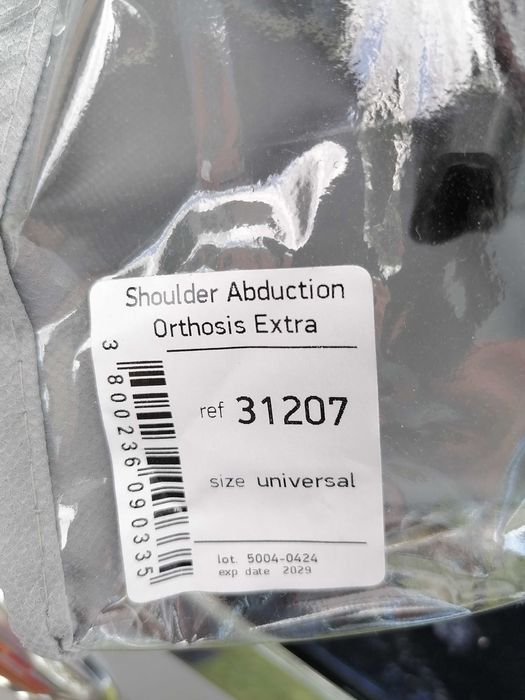 Shoulder Abduction
Orthosis Extra
3 800236 090335
ref 31207
size universal
lot. 5004-0424
exp date 2029